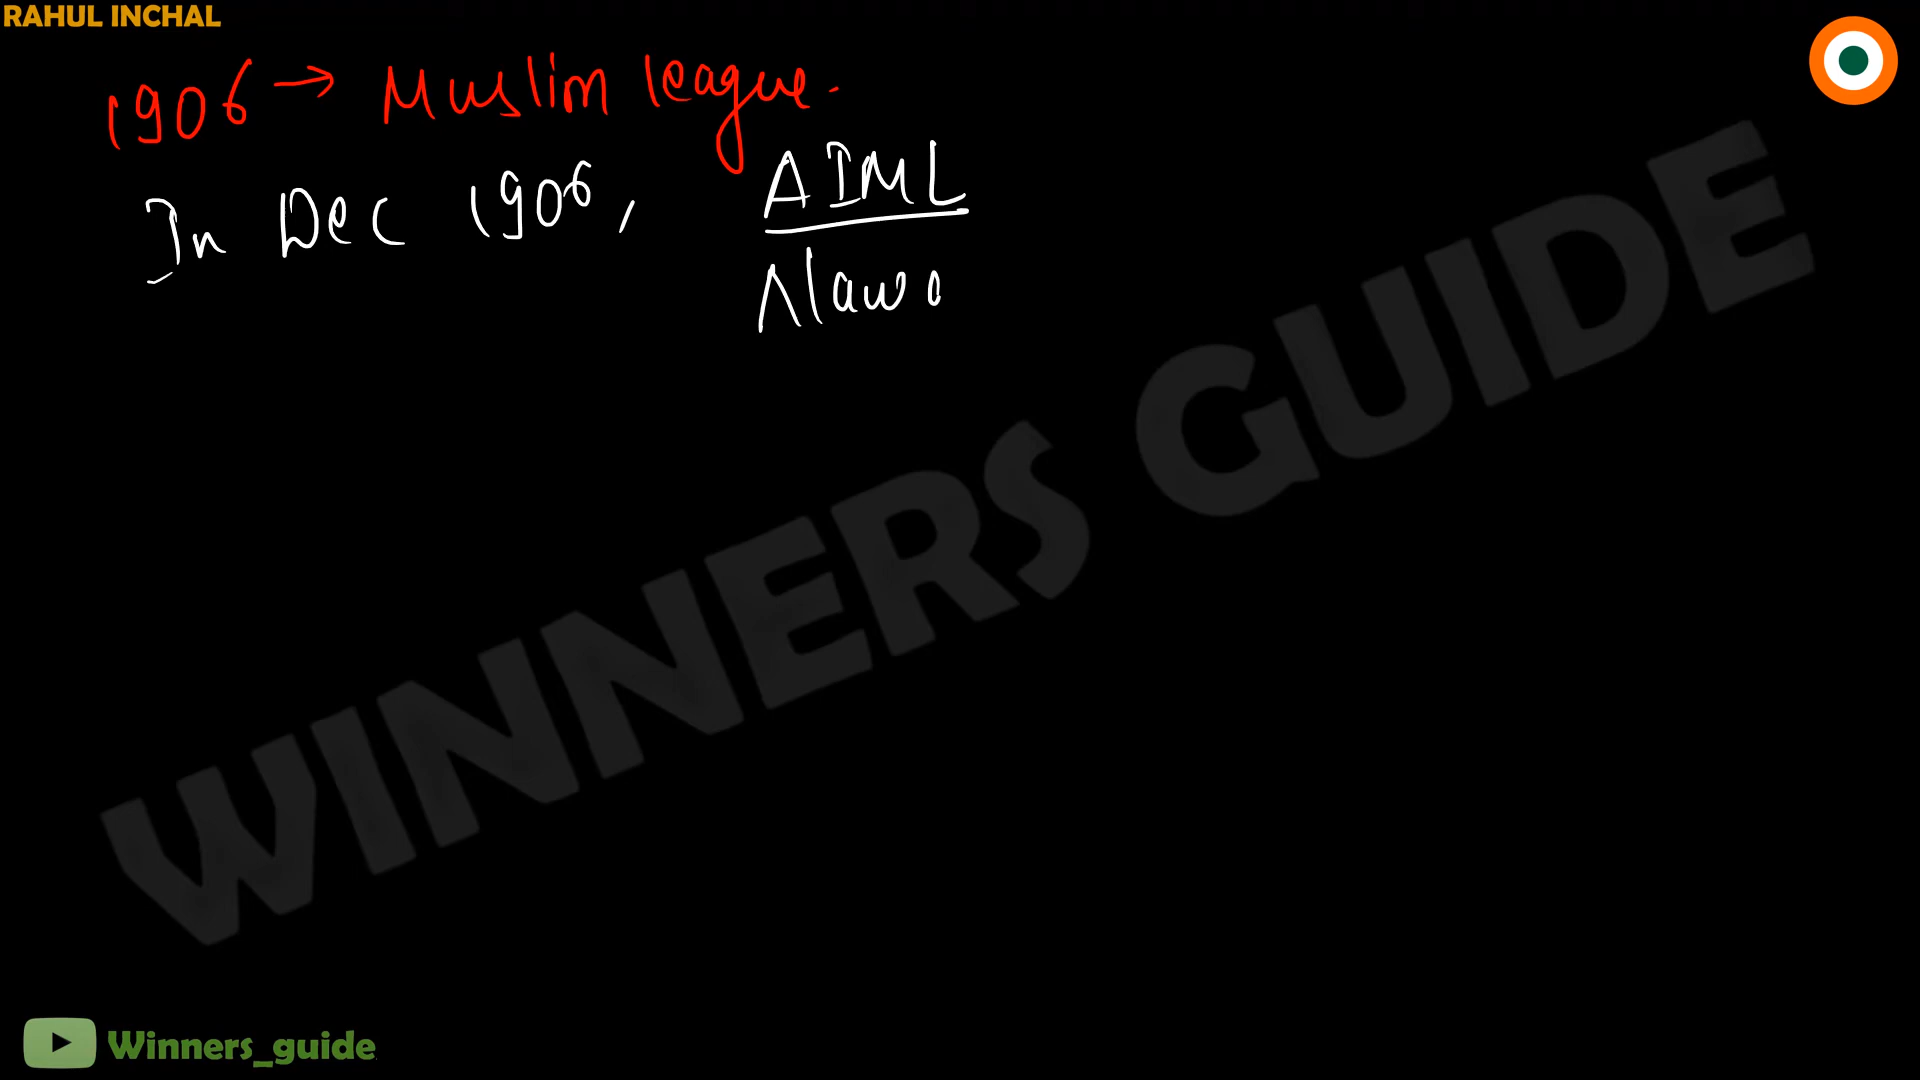 RAHUL INCHAL
1906 → Muslim league.
In Dec 1906, AIML
Nawa
WINNERS GUIDE
Winners_guide